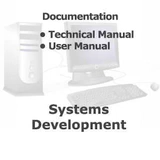 Documentation
• Technical Manual
• User Manual
Systems
Development